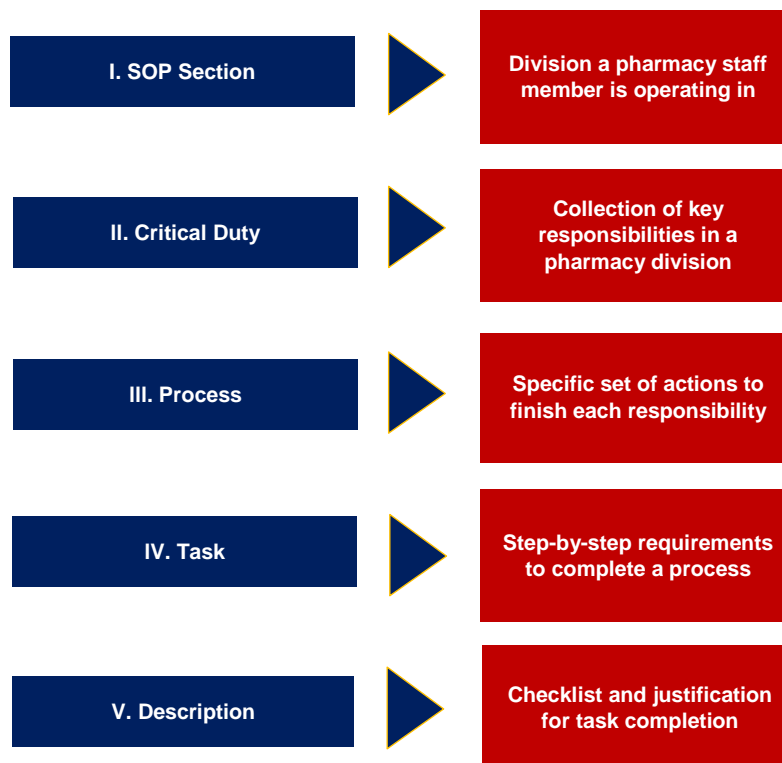 I. SOP Section
Division a pharmacy staff
member is operating in
II. Critical Duty
Collection of key
responsibilities in a
pharmacy division
III. Process
Specific set of actions to
finish each responsibility
IV. Task
Step-by-step requirements
to complete a process
V. Description
Checklist and justification
for task completion